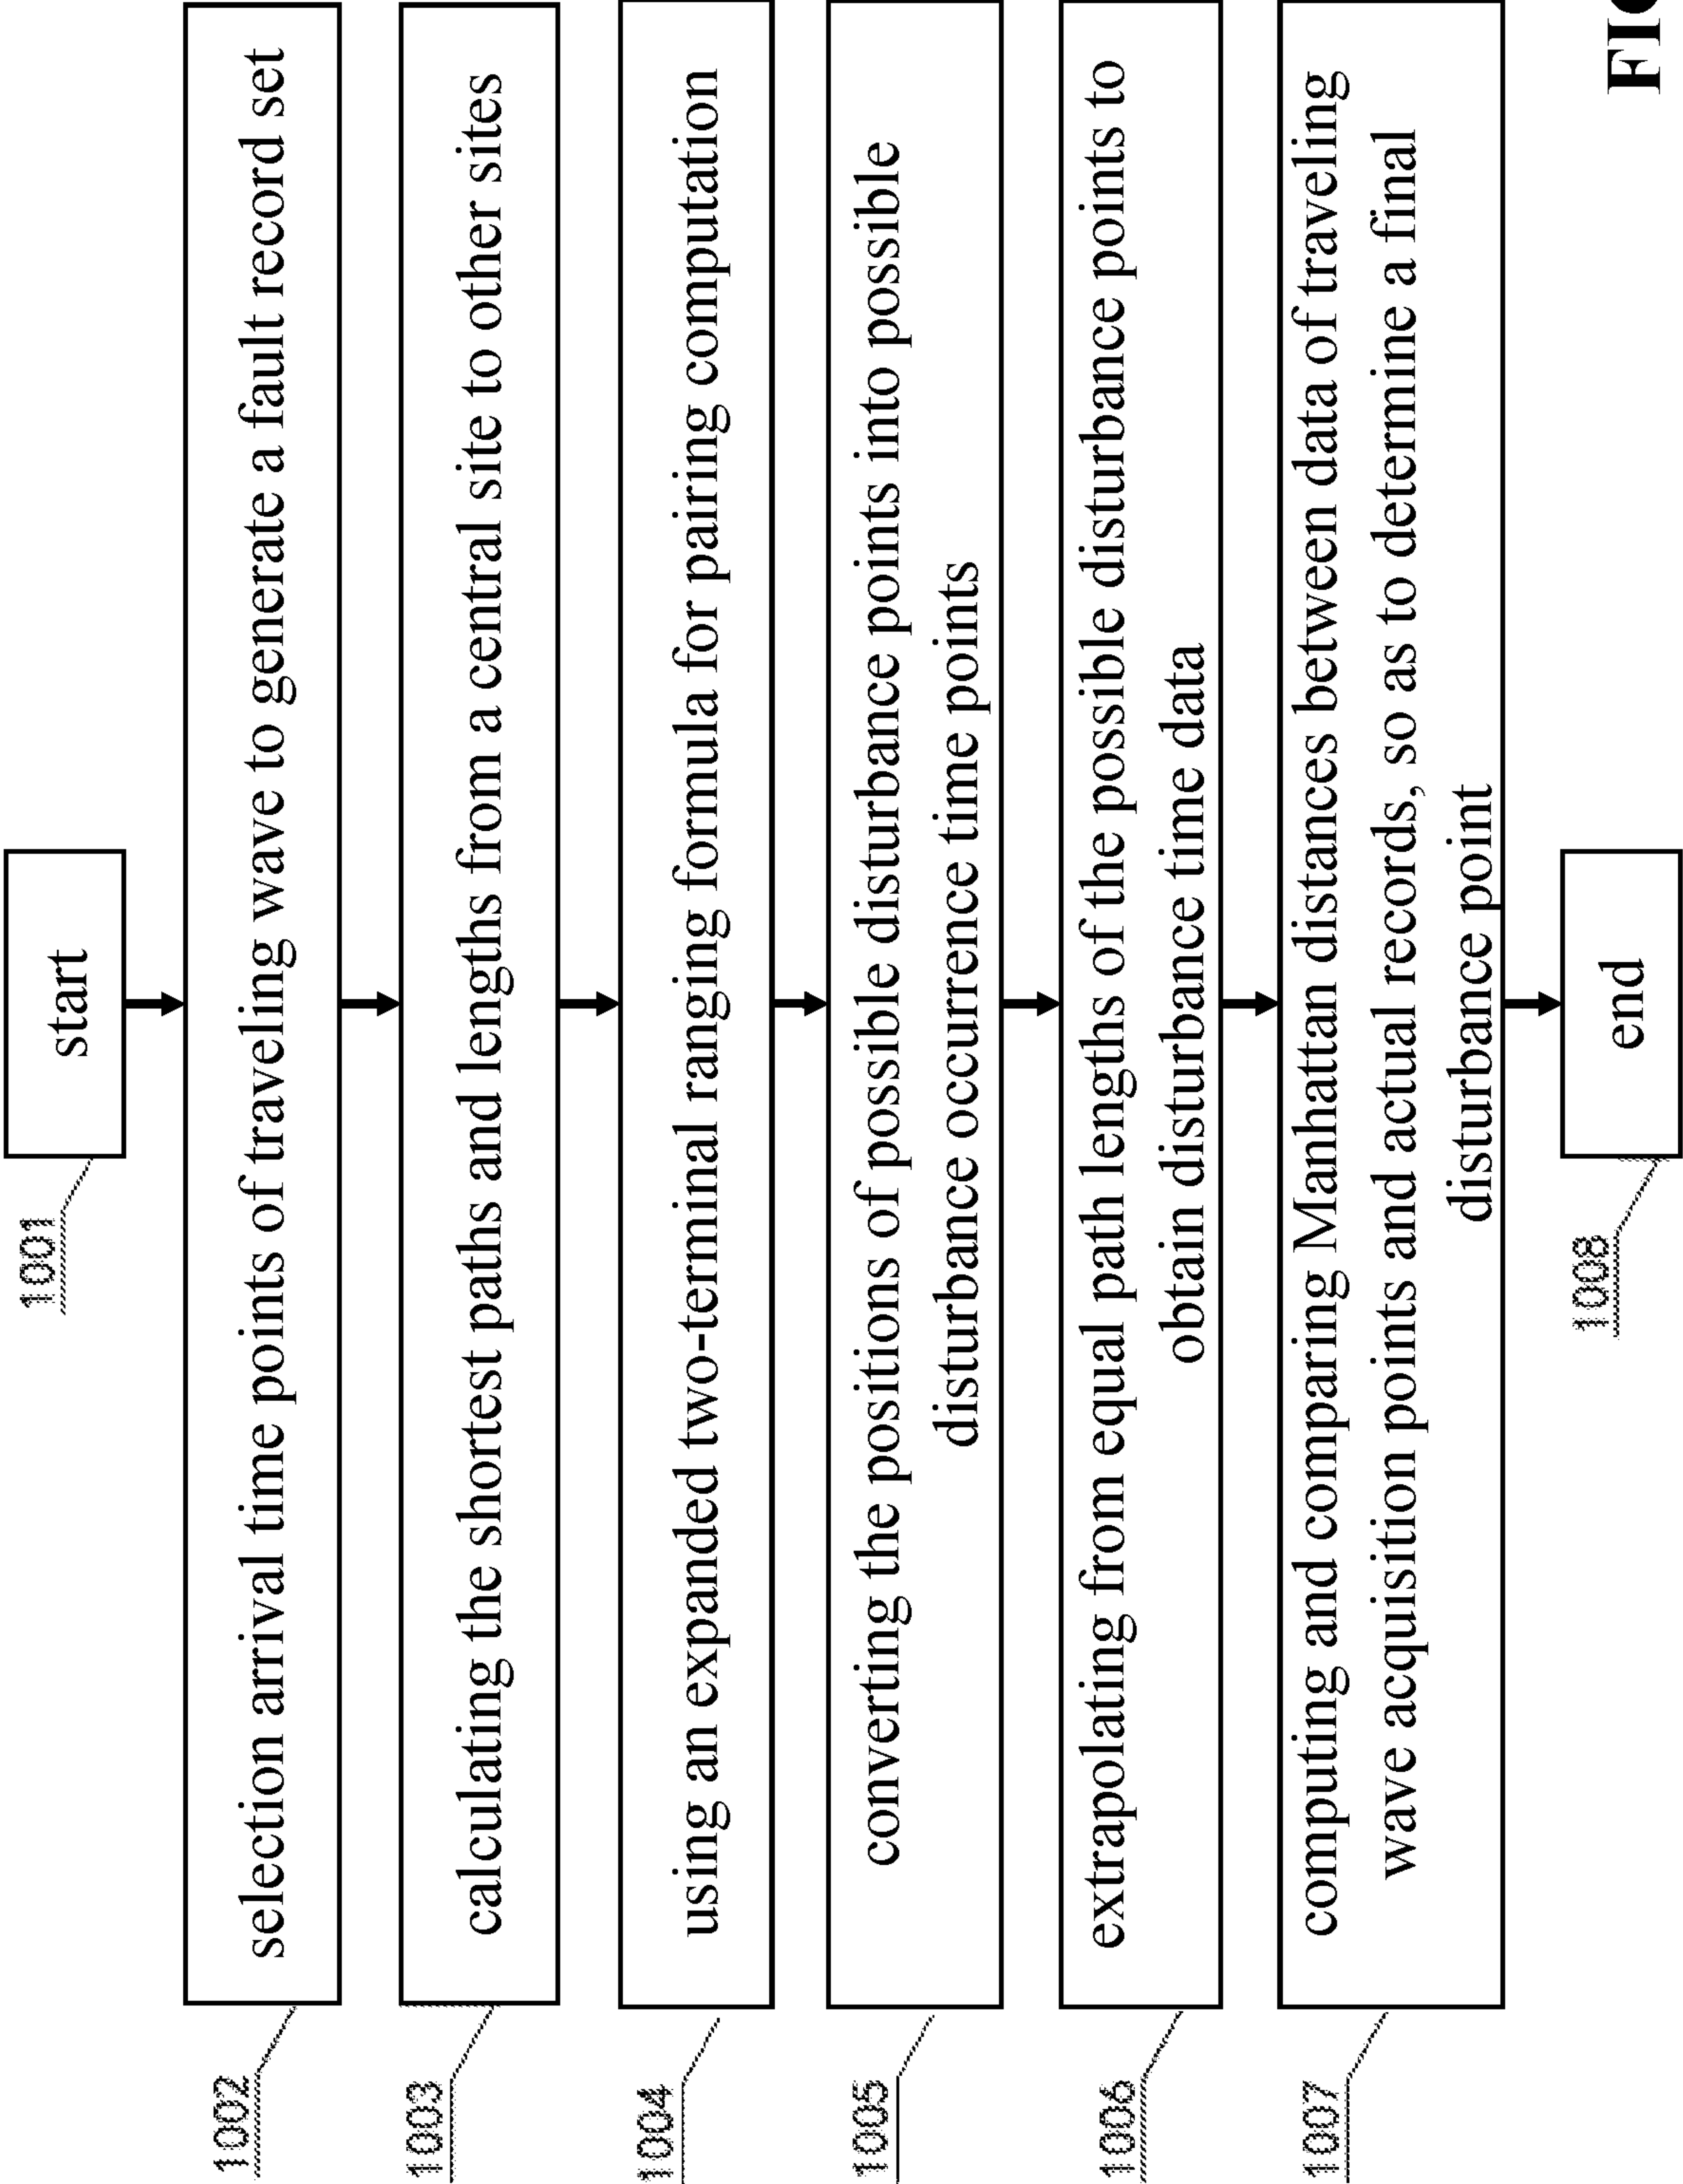 start
1001
selection arrival time points of traveling wave to generate a fault record set
1002
calculating the shortest paths and lengths from a central site to other sites
1003
using an expanded two-terminal ranging formula for pairing computation
1004
converting the positions of possible disturbance points into possible
disturbance occurrence time points
1005
extrapolating from equal path lengths of the possible disturbance points to
obtain disturbance time data
1006
computing and comparing Manhattan distances between data of traveling
wave acquisition points and actual records, so as to determine a final
disturbance point
1007
end
1008